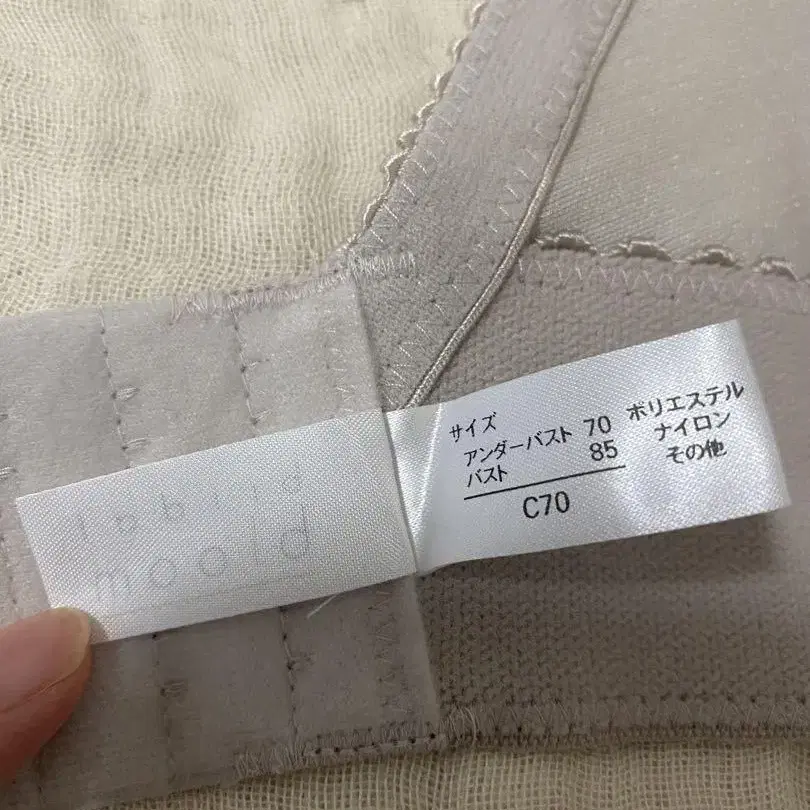 サイズ
アンダーバスト 70
バスト 85
C70
ポリエステル
ナイロン
その他